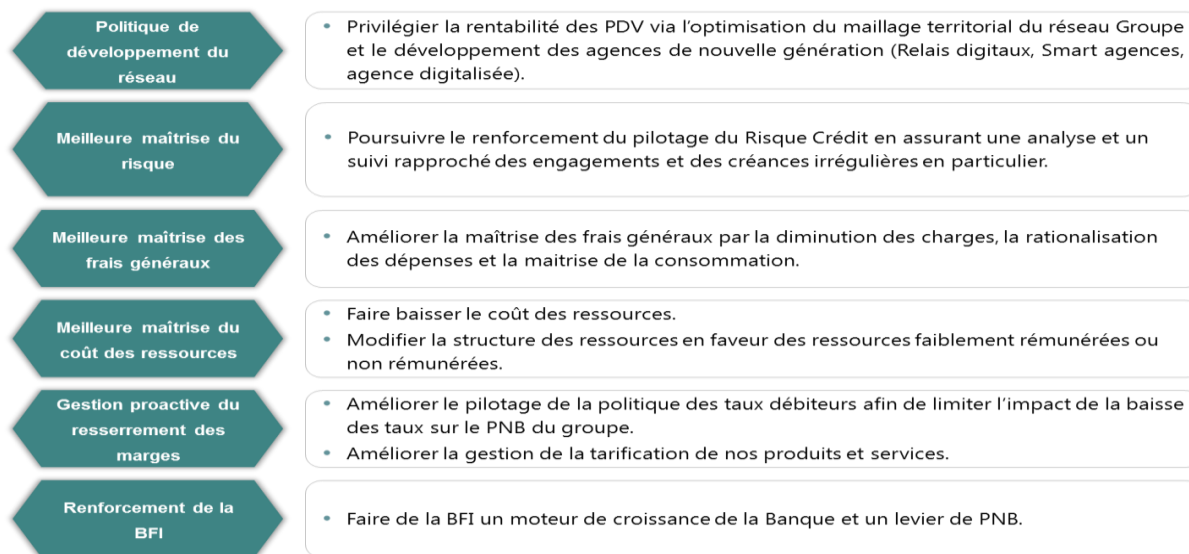 Politique de
développement du
réseau
• Privilégier la rentabilité des PDV via l'optimisation du maillage territorial du réseau Groupe
et le développement des agences de nouvelle génération (Relais digitaux, Smart agences,
agence digitalisée).
Meilleure maîtrise du
risque
• Poursuivre le renforcement du pilotage du Risque Crédit en assurant une analyse et un
suivi rapproché des engagements et des créances irrégulières en particulier.
Meilleure maîtrise des
frais généraux
• Améliorer la maîtrise des frais généraux par la diminution des charges, la rationalisation
des dépenses et la maitrise de la consommation.
Meilleure maîtrise du
coût des ressources
• Faire baisser le coût des ressources.
• Modifier la structure des ressources en faveur des ressources faiblement rémunérées ou
non rémunérées.
Gestion proactive du
resserrement des
marges
• Améliorer le pilotage de la politique des taux débiteurs afin de limiter l'impact de la baisse
des taux sur le PNB du groupe.
• Améliorer la gestion de la tarification de nos produits et services.
Renforcement de la
BFI
• Faire de la BFI un moteur de croissance de la Banque et un levier de PNB.